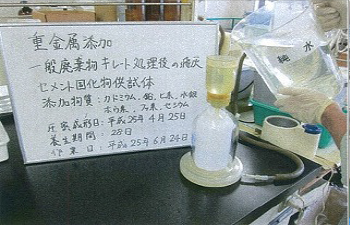 重金属添加
一般廃棄物キレート処理後の飛灰
セメント固化物供試体
添加物質:カドミウム、鉛、ヒ素、水銀
ホウ素、フッ素、セシウム
圧密成形日:平成25年4月25日
養生期間:28日
作業日:平成25年6月24日
純水